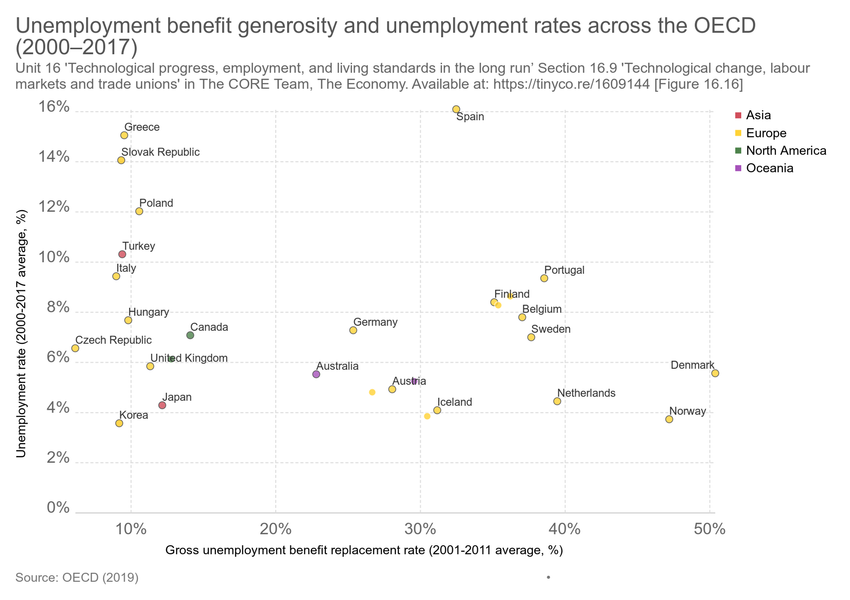 Unemployment benefit generosity and unemployment rates across the OECD
(2000–2017)
Unit 16 'Technological progress, employment, and living standards in the long run' Section 16.9 'Technological change, labour
markets and trade unions' in The CORE Team, The Economy. Available at: https://tinyco.re/1609144 [Figure 16.16]
16%
14%
12%
10%
8%
6%
4%
2%
0%
Unemployment rate (2000-2017 average, %)
Spain
Greece
Slovak Republic
Poland
Turkey
Italy
Portugal
Finland
Hungary
Belgium
Germany
Canada
Sweden
Czech Republic
United Kingdom
Australia
Denmark
Austria
Japan
Netherlands
Iceland
Korea
Norway
Asia
Europe
North America
Oceania
10%
20%
30%
40%
50%
Gross unemployment benefit replacement rate (2001-2011 average, %)
Source: OECD (2019)